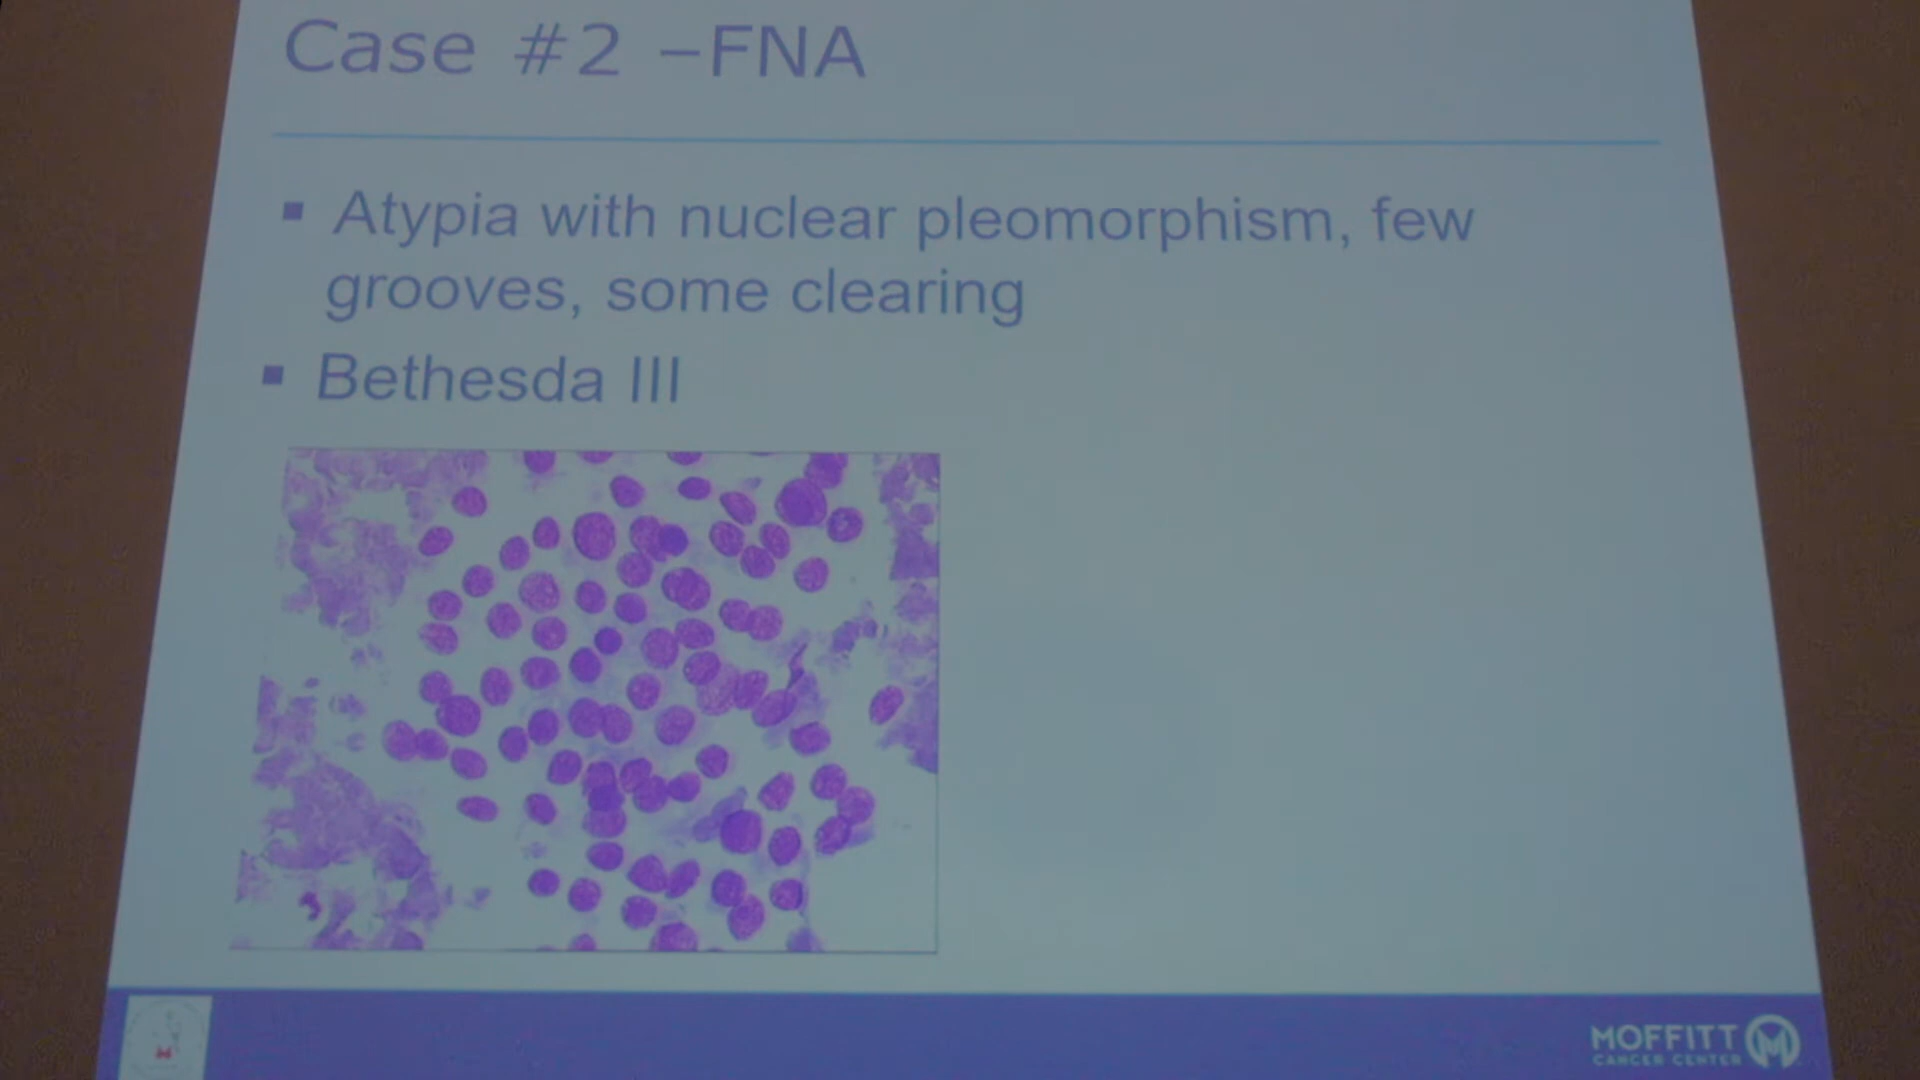 Case #2 –FNA
▪ Atypia with nuclear pleomorphism, few
grooves, some clearing
▪ Bethesda III
MOFFITT
CANCER CENTER